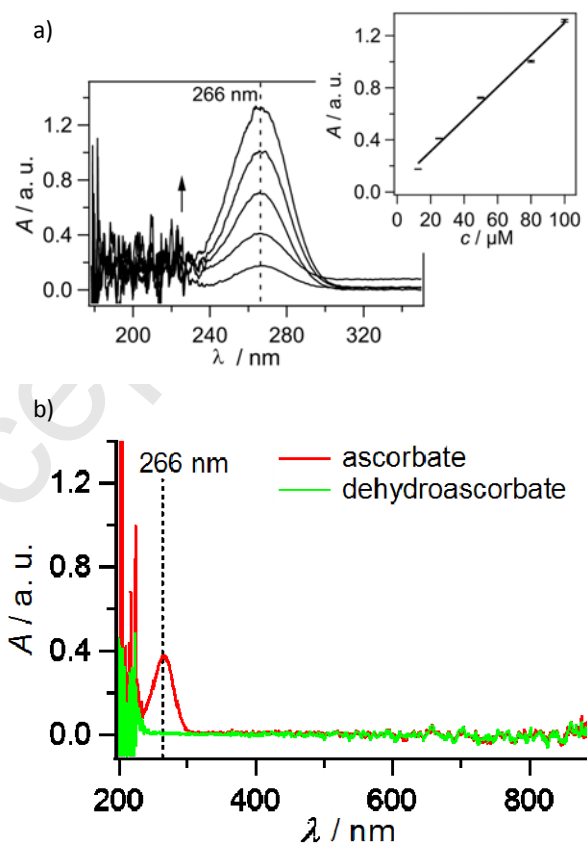 a)
266 nm
A / a. u.
1.2
0.8
0.4
0.0
200 240 280 320
λ / nm
A / a. u.
1.2
0.8
0.4
0.0
0 20 40 60 80 100
c / µM
b)
266 nm
ascorbate
dehydroascorbate
A / a. u.
1.2
0.8
0.4
0.0
200 400 600 800
λ / nm